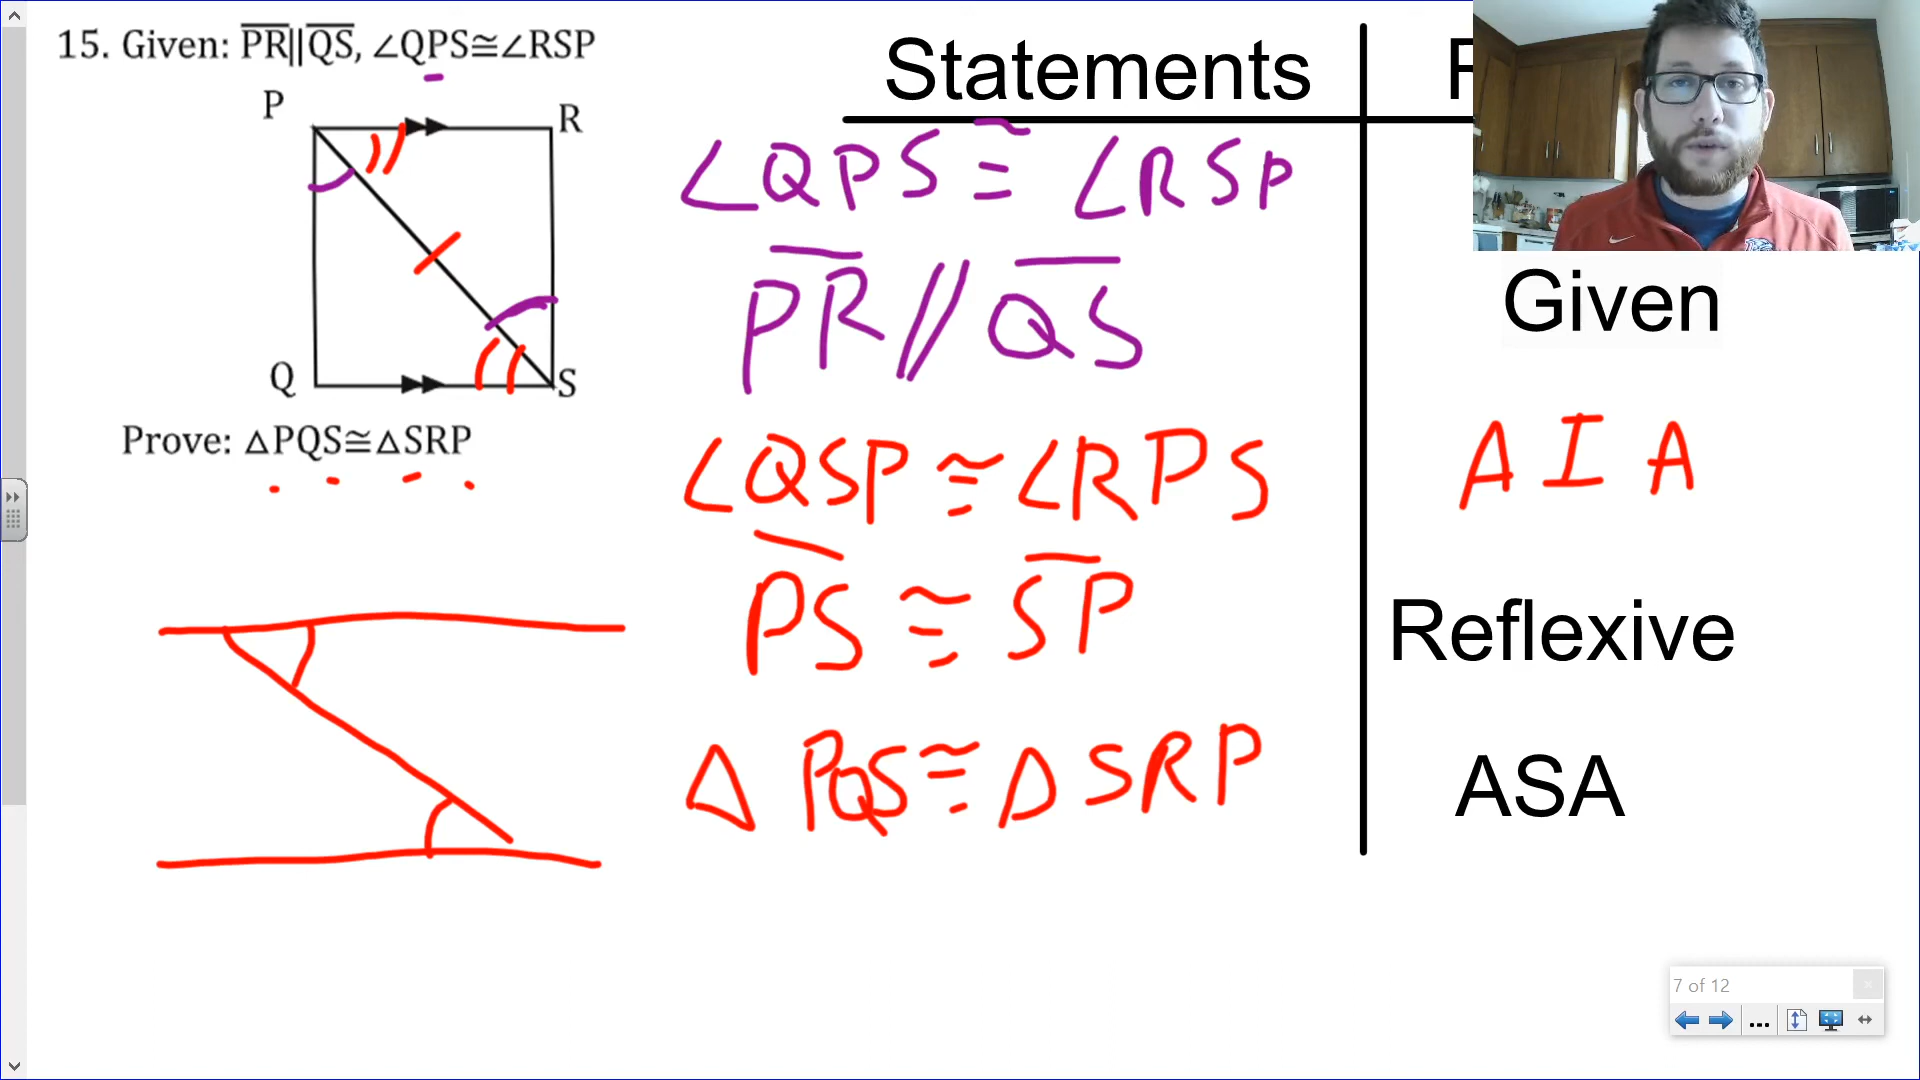 15. Given: PR||QS, ∠QPS≅∠RSP
P
R
Q
S
Prove: △PQS≅△SRP
Statements
∠QPS ≅ ∠RSP
PR // QS
Given
∠QSP ≅ ∠RPS
A I A
PS ≅ SP
Reflexive
△ PQS ≅ △ SRP
ASA
7 of 12